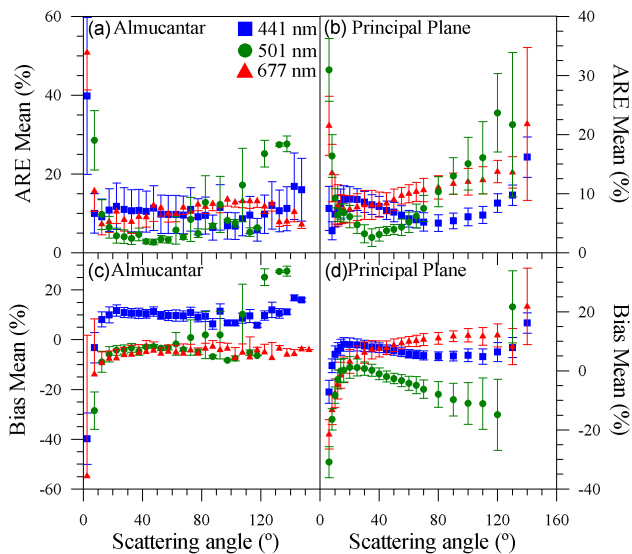 60
(a) Almucantar
441 nm
501 nm
677 nm
(b) Principal Plane
40
40
30
20
20
10
0
0
ARE Mean (%)
ARE Mean (%)
(c) Almucantar
(d) Principal Plane
20
0
-20
-40
-60
20
0
-20
-40
Bias Mean (%)
Bias Mean (%)
0 40 80 120
0 40 80 120 160
Scattering angle (º)
Scattering angle (º)